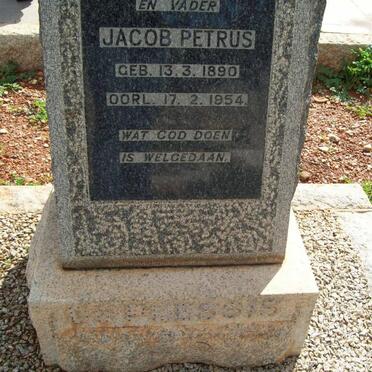 EN VADER
JACOB PETRUS
GEB. 13. 3. 1890
OORL. 17. 2. 1954.
WAT GOD DOEN
IS WELGEDAAN.